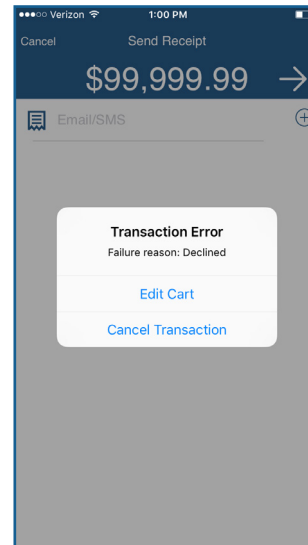 Verizon 1:00 PM
Cancel Send Receipt
$99,999.99
Email/SMS
Transaction Error
Failure reason: Declined
Edit Cart
Cancel Transaction